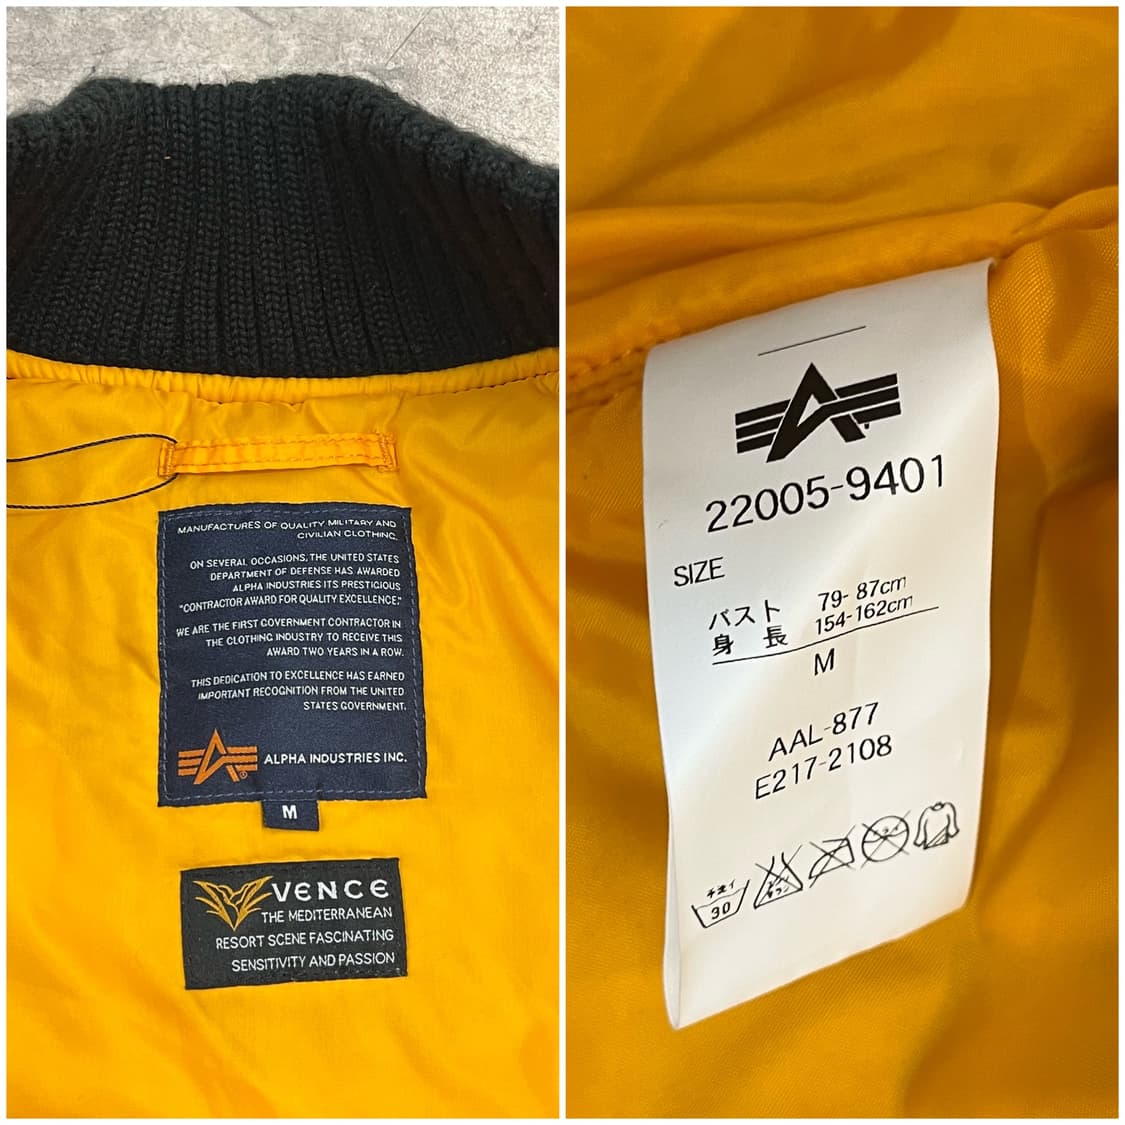 MANUFACTURES OF QUALITY MILITARY AND
CIVILIAN CLOTHING.
ON SEVERAL OCCASIONS, THE UNITED STATES
DEPARTMENT OF DEFENSE HAS AWARDED
ALPHA INDUSTRIES ITS PRESTIGIOUS
"CONTRACTOR AWARD FOR QUALITY EXCELLENCE."
WE ARE THE FIRST GOVERNMENT CONTRACTOR IN
THE CLOTHING INDUSTRY TO RECEIVE THIS
AWARD TWO YEARS IN A ROW.
THIS DEDICATION TO EXCELLENCE HAS EARNED
IMPORTANT RECOGNITION FROM THE UNITED
STATES GOVERNMENT.
® ALPHA INDUSTRIES INC.
M
VENCE
THE MEDITERRANEAN
RESORT SCENE FASCINATING
SENSITIVITY AND PASSION
22005-9401
SIZE
バスト 79-87cm
身長 154-162cm
M
AAL-877
E217-2108
30